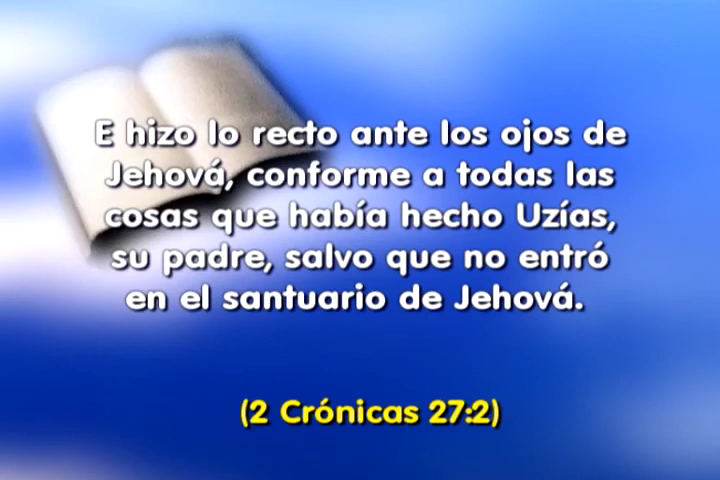 E hizo lo recto ante los ojos de
Jehová, conforme a todas las
cosas que había hecho Uzías,
su padre, salvo que no entró
en el santuario de Jehová.
(2 Crónicas 27:2)